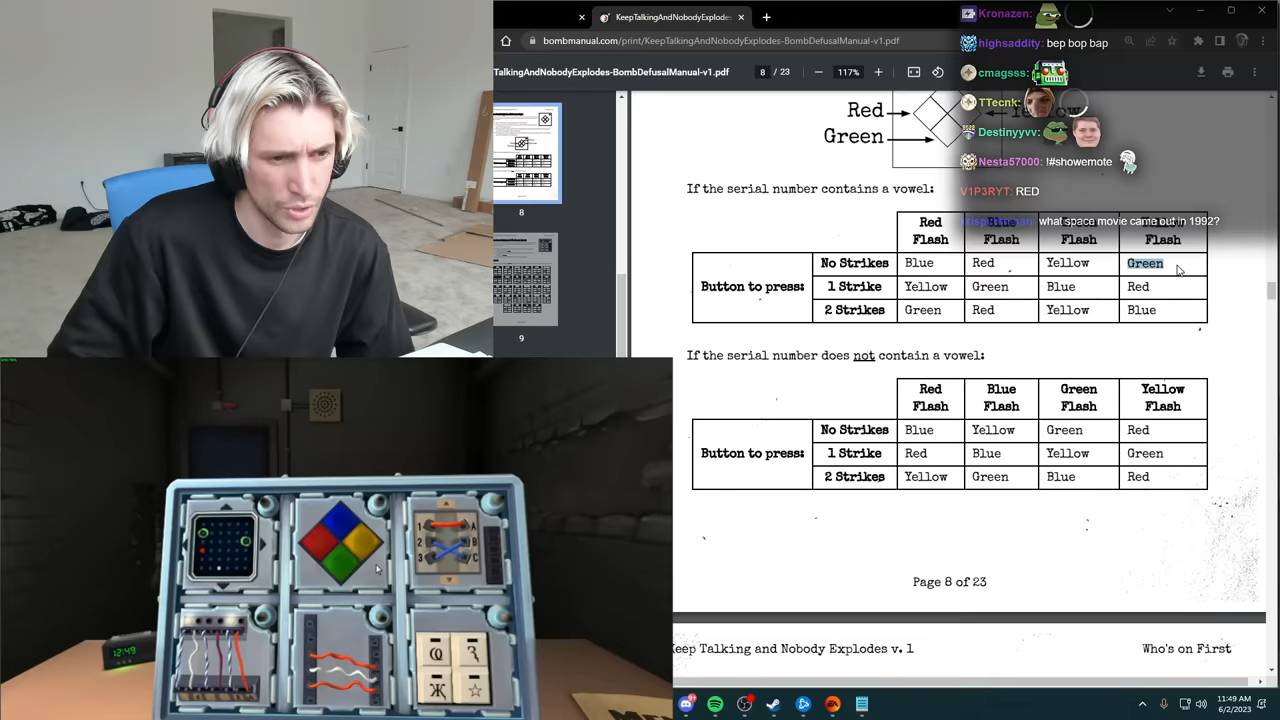 KeepTalkingAndNobodyExplodes
bombmanual.com/print/KeepTalkingAndNobodyExplodes-BombDefusalManual-v1.pdf
TalkingAndNobodyExplodes-BombDefusalManual-v1.pdf
8 / 23
117%
Kronazen:
highsaddity: bep bop bap
cmagsss:
TTecnk:
Destinyyvv:
Nesta57000: !#showemote
V1P3RYT: RED
what space movie came out in 1992?
8
9
Red
Green
If the serial number contains a vowel:
Red Flash
Blue Flash
Flash
Flash
Button to press:
No Strikes Blue Red Yellow Green
1 Strike Yellow Green Blue Red
2 Strikes Green Red Yellow Blue
If the serial number does not contain a vowel:
Red Flash
Blue Flash
Green Flash
Yellow Flash
Button to press:
No Strikes Blue Yellow Green Red
1 Strike Red Blue Yellow Green
2 Strikes Yellow Green Blue Red
Page 8 of 23
Keep Talking and Nobody Explodes v. 1
Who's on First
1 A
2 B
3 C
12:49
11:49 AM
6/2/2023